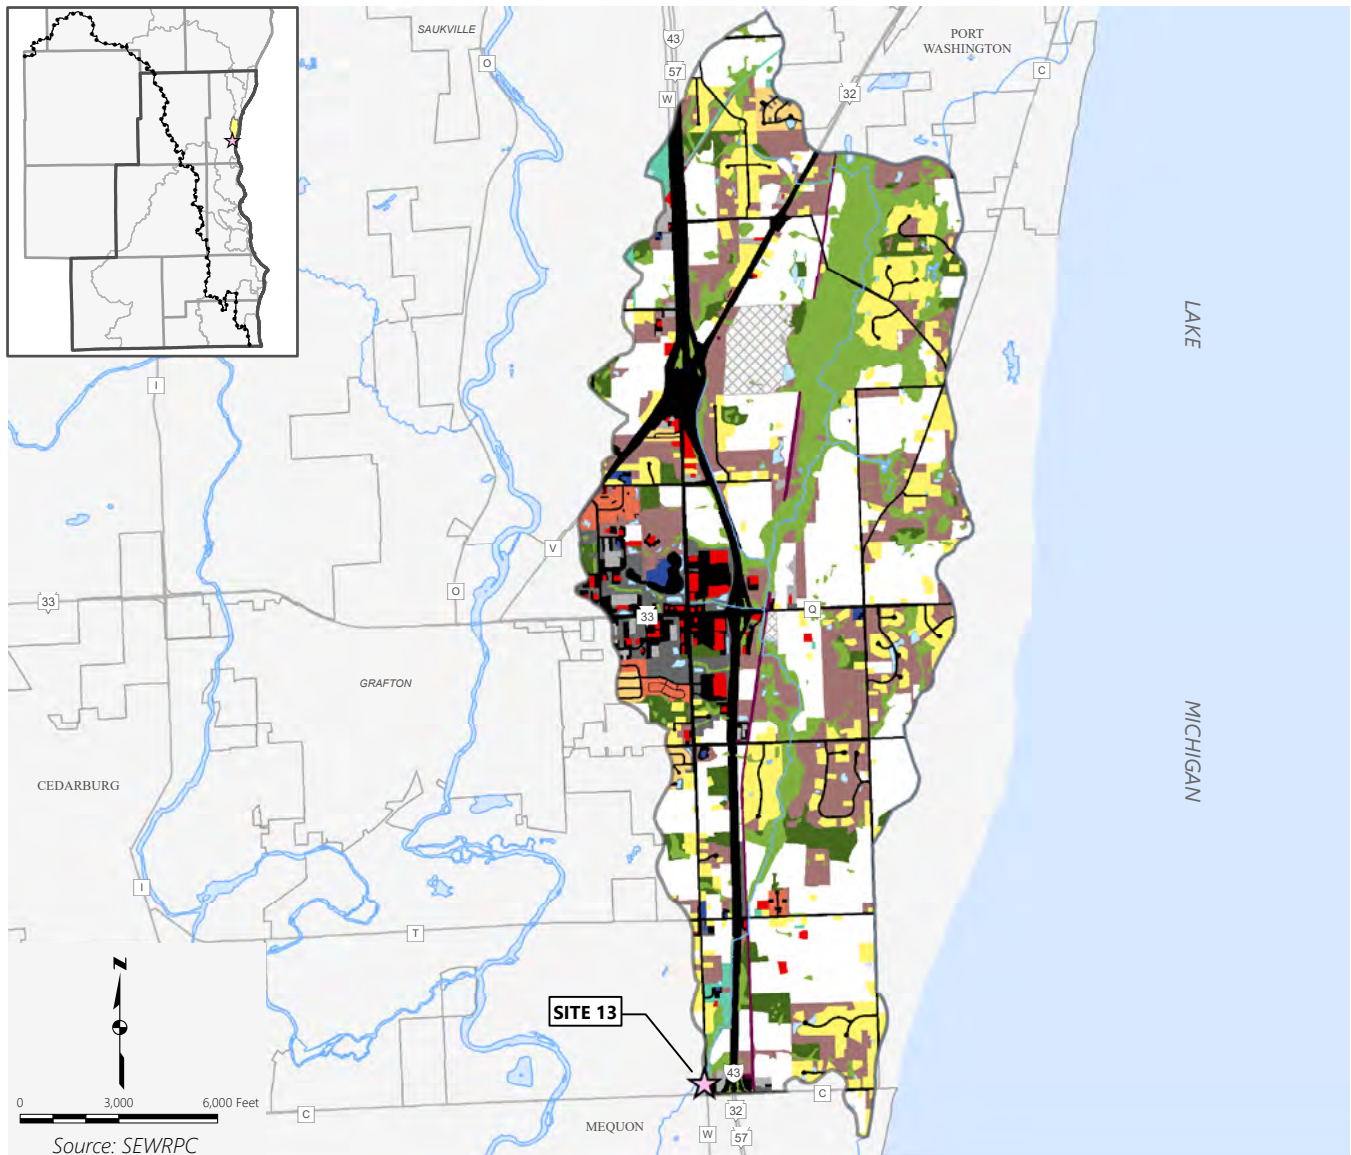 SAUKVILLE
PORT
WASHINGTON
43
57
W
O
C
32
LAKE
I
V
O
33
33
Q
GRAFTON
CEDARBURG
MICHIGAN
I
T
N
SITE 13
43
C
0
3,000
6,000 Feet
C
32
MEQUON
W
57
Source: SEWRPC